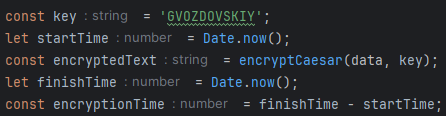 const key : string = 'GVOZDOVSKIY';
let startTime : number = Date.now();
const encryptedText : string = encryptCaesar(data, key);
let finishTime : number = Date.now();
const encryptionTime : number = finishTime - startTime;